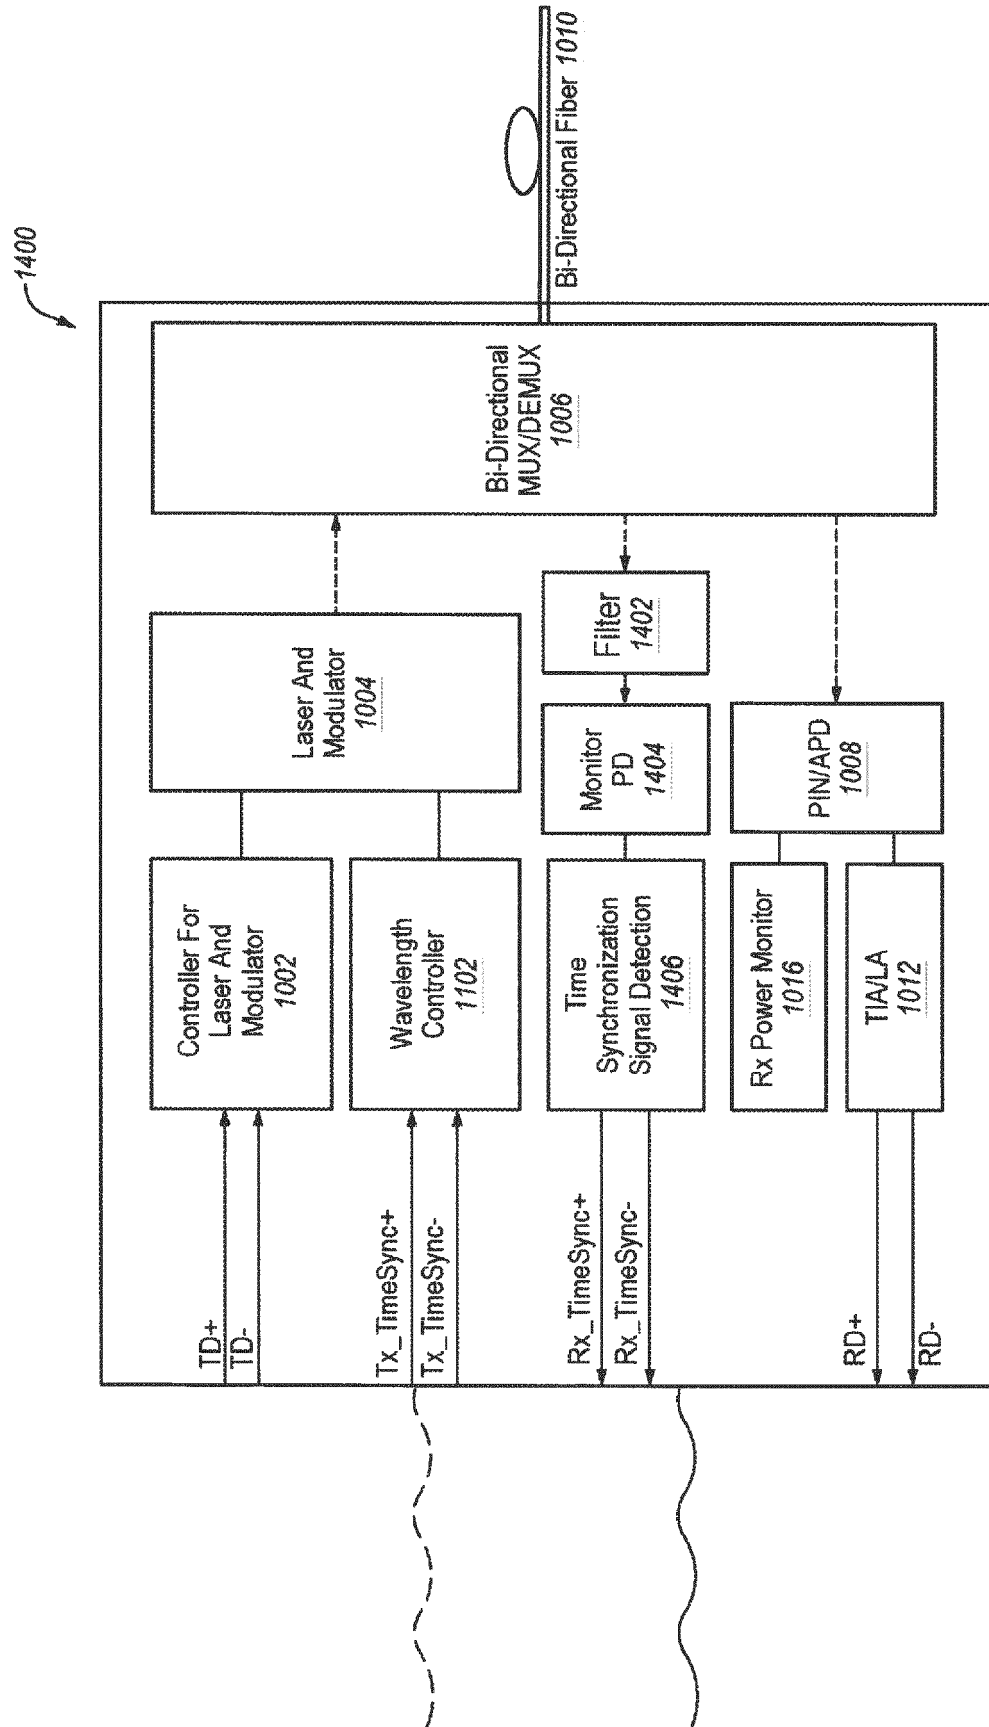 1400
TD+
TD-
Controller For
Laser And
Modulator
1002
Laser And
Modulator
1004
Bi-Directional
MUX/DEMUX
1006
Bi-Directional Fiber 1010
Tx_TimeSync+
Tx_TimeSync-
Wavelength
Controller
1102
Rx_TimeSync+
Rx_TimeSync-
Time
Synchronization
Signal Detection
1406
Monitor
PD
1404
Filter
1402
Rx Power Monitor
1016
PIN/APD
1008
RD+
RD-
TIA/LA
1012